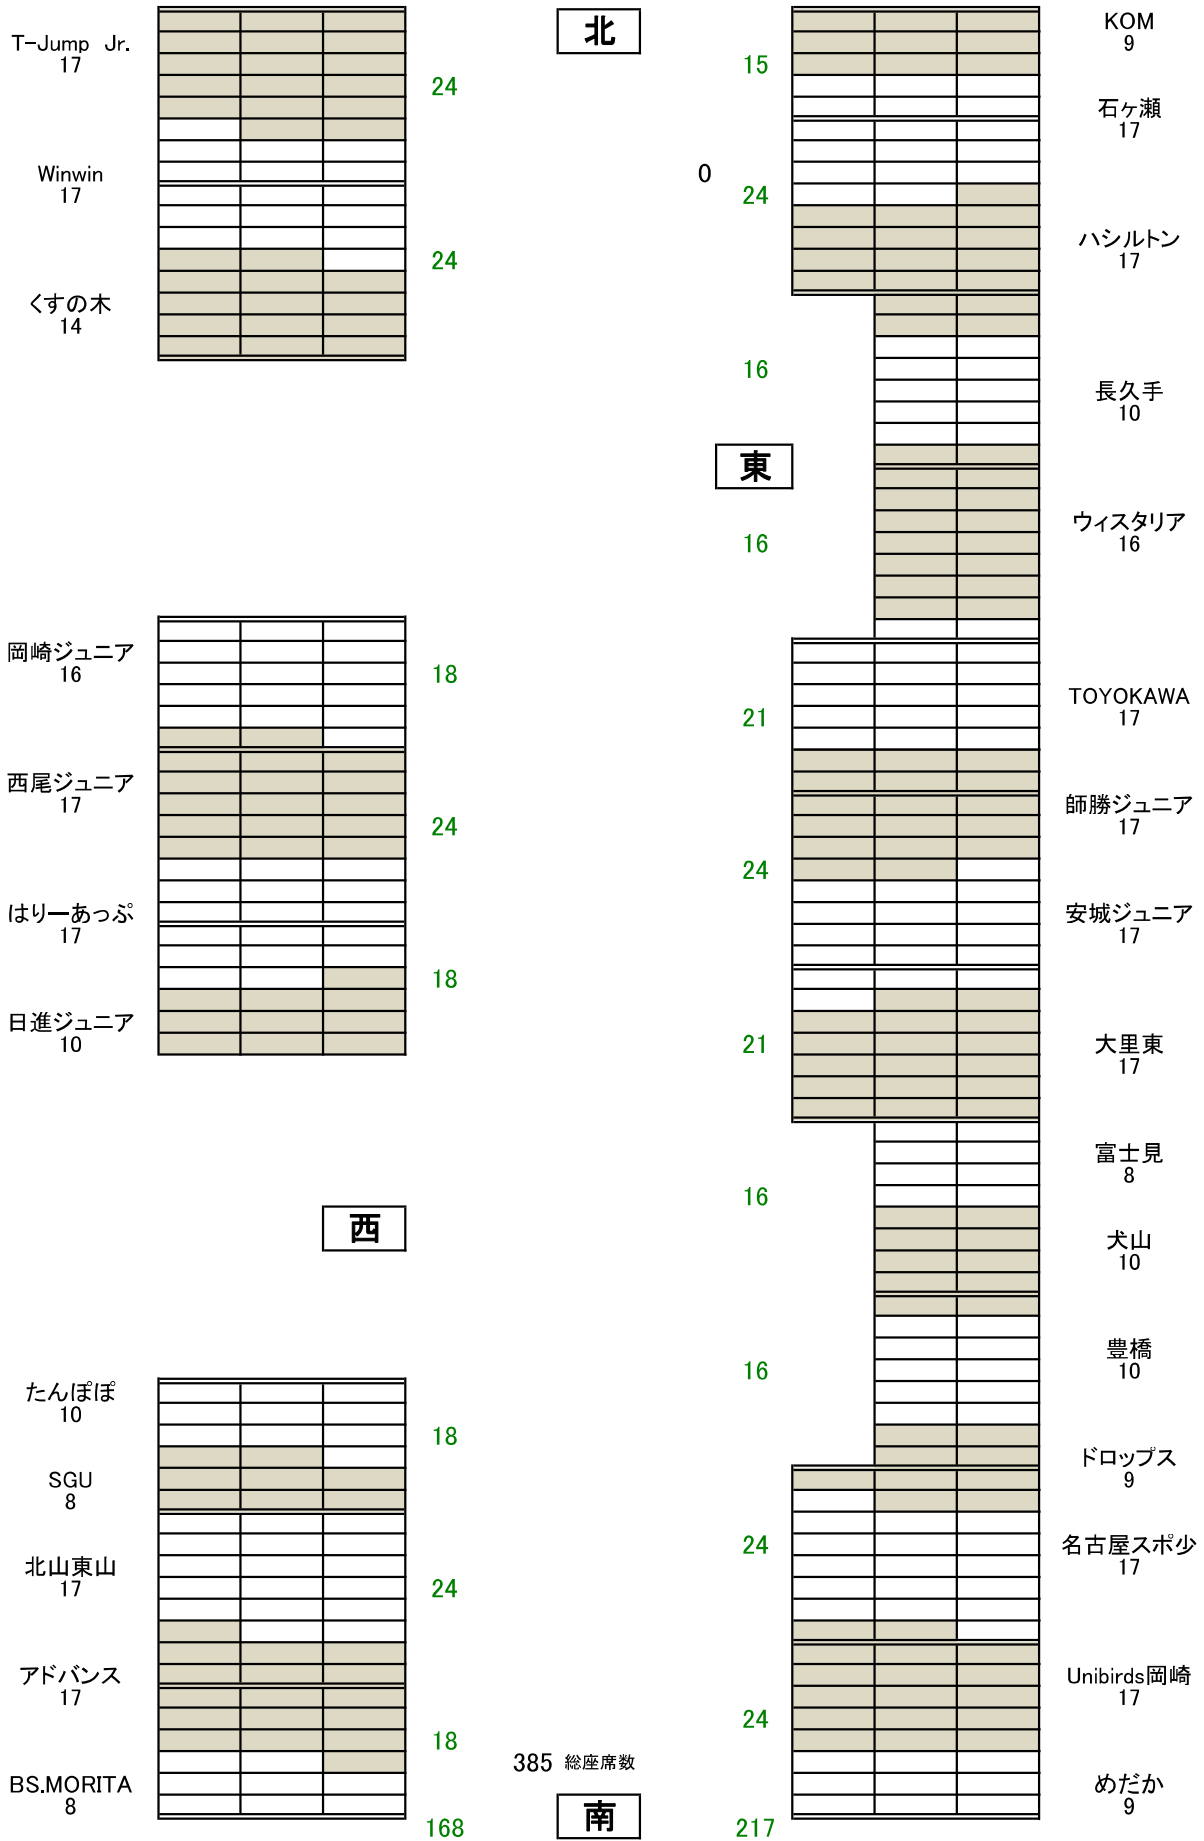 北
T-Jump Jr.
17
24
Winwin
17
24
くすの木
14
岡崎ジュニア
16
18
西尾ジュニア
17
24
はりーあっぷ
17
18
日進ジュニア
10
西
たんぽぽ
10
18
SGU
8
北山東山
17
24
アドバンス
17
18
BS.MORITA
8
168
385 総座席数
南
KOM
9
15
石ヶ瀬
17
0
24
ハシルトン
17
16
長久手
10
東
ウィスタリア
16
16
TOYOKAWA
17
21
師勝ジュニア
17
24
安城ジュニア
17
21
大里東
17
富士見
8
16
犬山
10
豊橋
10
16
ドロップス
9
24
名古屋スポ少
17
Unibirds岡崎
17
24
めだか
9
217